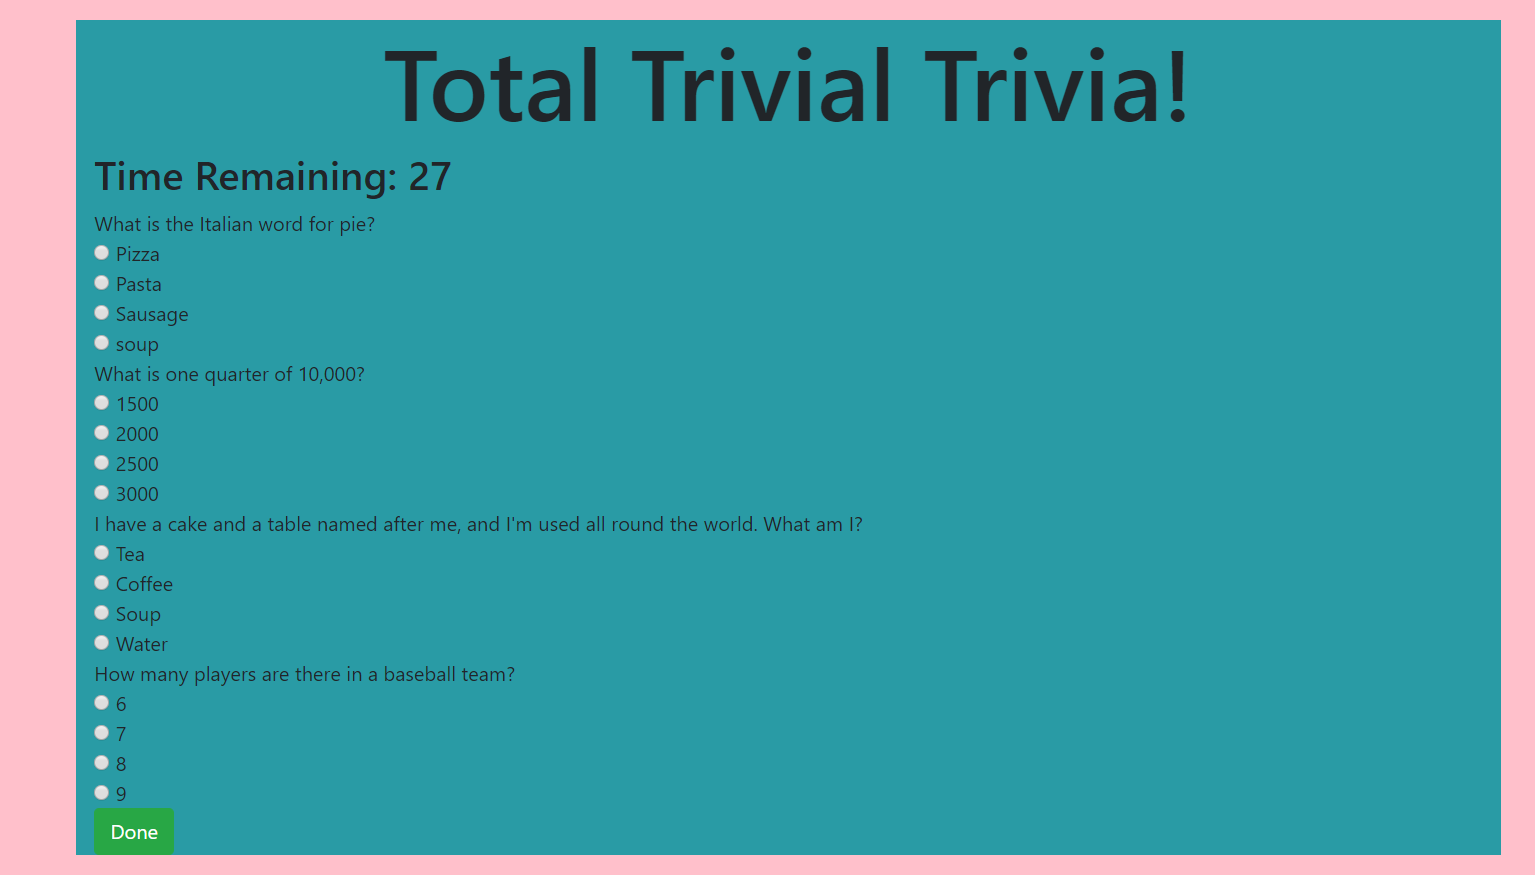 Total Trivial Trivia!
Time Remaining: 27
What is the Italian word for pie?
Pizza
Pasta
Sausage
soup
What is one quarter of 10,000?
1500
2000
2500
3000
I have a cake and a table named after me, and I'm used all round the world. What am I?
Tea
Coffee
Soup
Water
How many players are there in a baseball team?
6
7
8
9
Done